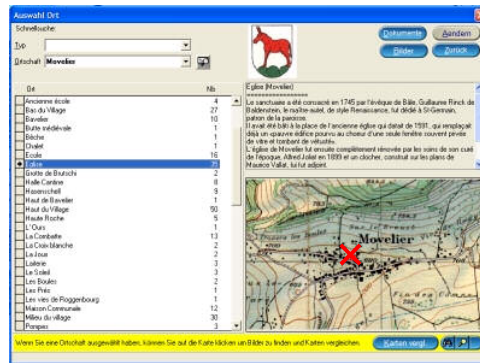 Auswahl Ort
Schnellsuche:
Typ
Ortschaft Movelier
Dokumente
Aendern
Bilder
Zurück
Ort Nb
Ancienne école 4
Bas du Village 27
Bavelier 10
Butte médiévale 1
Bêche 1
Chalet 1
Ecole 16
Eglise 35
Grotte de Brutschi 2
Halle Cantine 8
Hasenschell 9
Haut de Bavelier 1
Haut du Village 50
Haute Roche 5
L'Ours 1
La Combatte 13
La Croix blanche 2
La Joux 2
Laiterie 3
Le Soleil 3
Les Boules 2
Les Prés 1
Les vies de Roggenbourg 1
Maison Communale 12
Milieu du village 30
Pompes 3
Eglise (Movelier)
================
Le sanctuaire a été consacré en 1745 par l'évêque de Bâle, Guillaume Rinck de
Baldenstein, le maître autel, de style Renaissance, fut dédié à St-Germain,
patron de la paroisse.
Il avait été bâti à la place de l'ancienne église qui datait de 1591, qui remplaçait
déjà un «pauvre édifice pourvu au choeur d'une seule fenêtre souvent privée
de vitre et tombant de vétusté».
L'église de Movelier fut ensuite complètement rénovée par les soins de son curé
de l'époque, Alfred Joliat en 1899 et un clocher, construit sur les plans de
Maurice Vallat, lui fut adjoint.
Movelier
Wenn Sie eine Ortschaft ausgewählt haben, können Sie auf die Karte klicken um Bilder zu finden und Karten vergleichen.
Karten vergl.